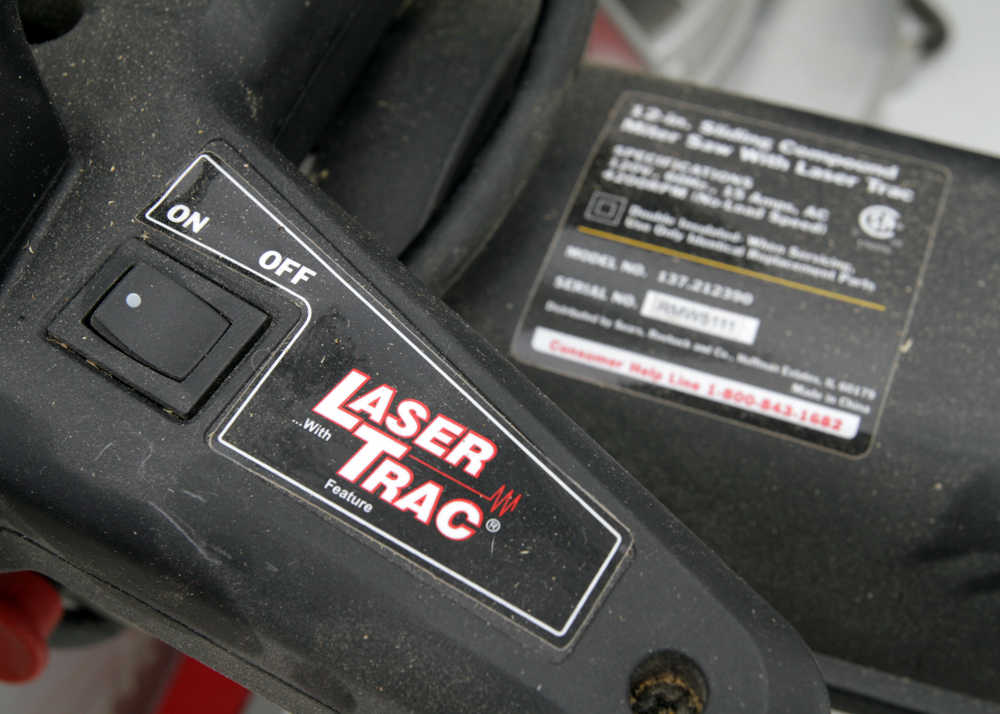 ON
OFF
LASER
...With
TRAC®
Feature
12-in. Sliding Compound
Miter Saw With Laser Trac
SPECIFICATIONS
120V, 60Hz., 15 Amps, AC
4200RPM (No-Load Speed)
Double Insulated. When Servicing,
Use Only Identical Replacement Parts
MODEL NO. 137.212390
SERIAL NO.
Distributed by Sears, Roebuck and Co., Hoffman Estates, IL 60179
Made in China
Consumer Help Line 1-800-843-1682